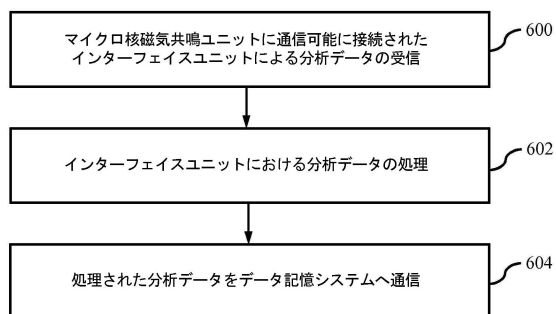 マイクロ核磁気共鳴ユニットに通信可能に接続された
インターフェイスユニットによる分析データの受信
600
インターフェイスユニットにおける分析データの処理
602
処理された分析データをデータ記憶システムへ通信
604